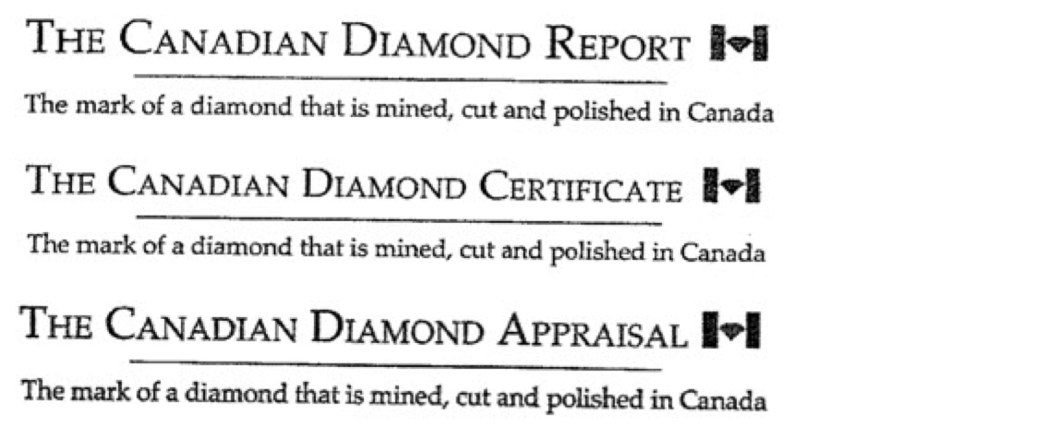 THE CANADIAN DIAMOND REPORT
The mark of a diamond that is mined, cut and polished in Canada
THE CANADIAN DIAMOND CERTIFICATE
The mark of a diamond that is mined, cut and polished in Canada
THE CANADIAN DIAMOND APPRAISAL
The mark of a diamond that is mined, cut and polished in Canada